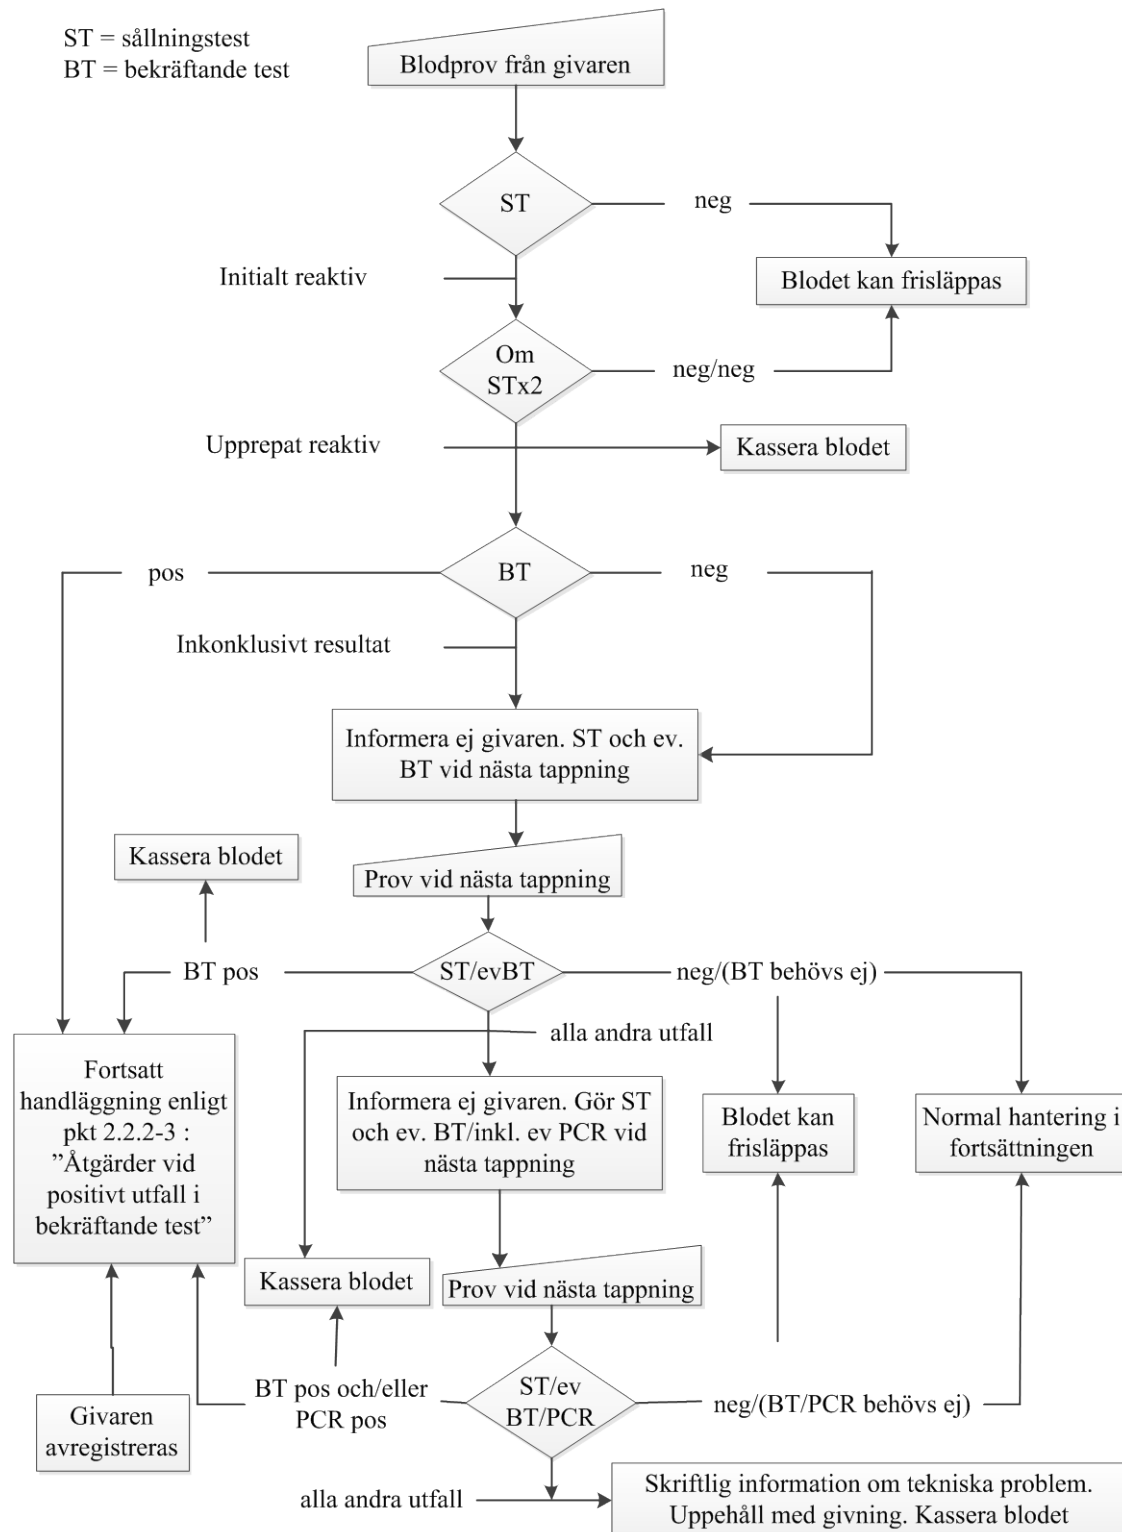 ST = sållningstest
BT = bekräftande test
Blodprov från givaren
ST
neg
Initialt reaktiv
Blodet kan frisläppas
Om
STx2
neg/neg
Upprepat reaktiv
Kassera blodet
pos
BT
neg
Inkonklusivt resultat
Informera ej givaren. ST och ev.
BT vid nästa tappning
Kassera blodet
Prov vid nästa tappning
BT pos
ST/evBT
neg/(BT behövs ej)
alla andra utfall
Fortsatt
handläggning enligt
pkt 2.2.2-3 :
”Åtgärder vid
positivt utfall i
bekräftande test”
Informera ej givaren. Gör ST
och ev. BT/inkl. ev PCR vid
nästa tappning
Blodet kan
frisläppas
Normal hantering i
fortsättningen
Kassera blodet
Prov vid nästa tappning
BT pos och/eller
PCR pos
ST/ev
BT/PCR
neg/(BT/PCR behövs ej)
Givaren
avregistreras
alla andra utfall
Skriftlig information om tekniska problem.
Uppehåll med givning. Kassera blodet